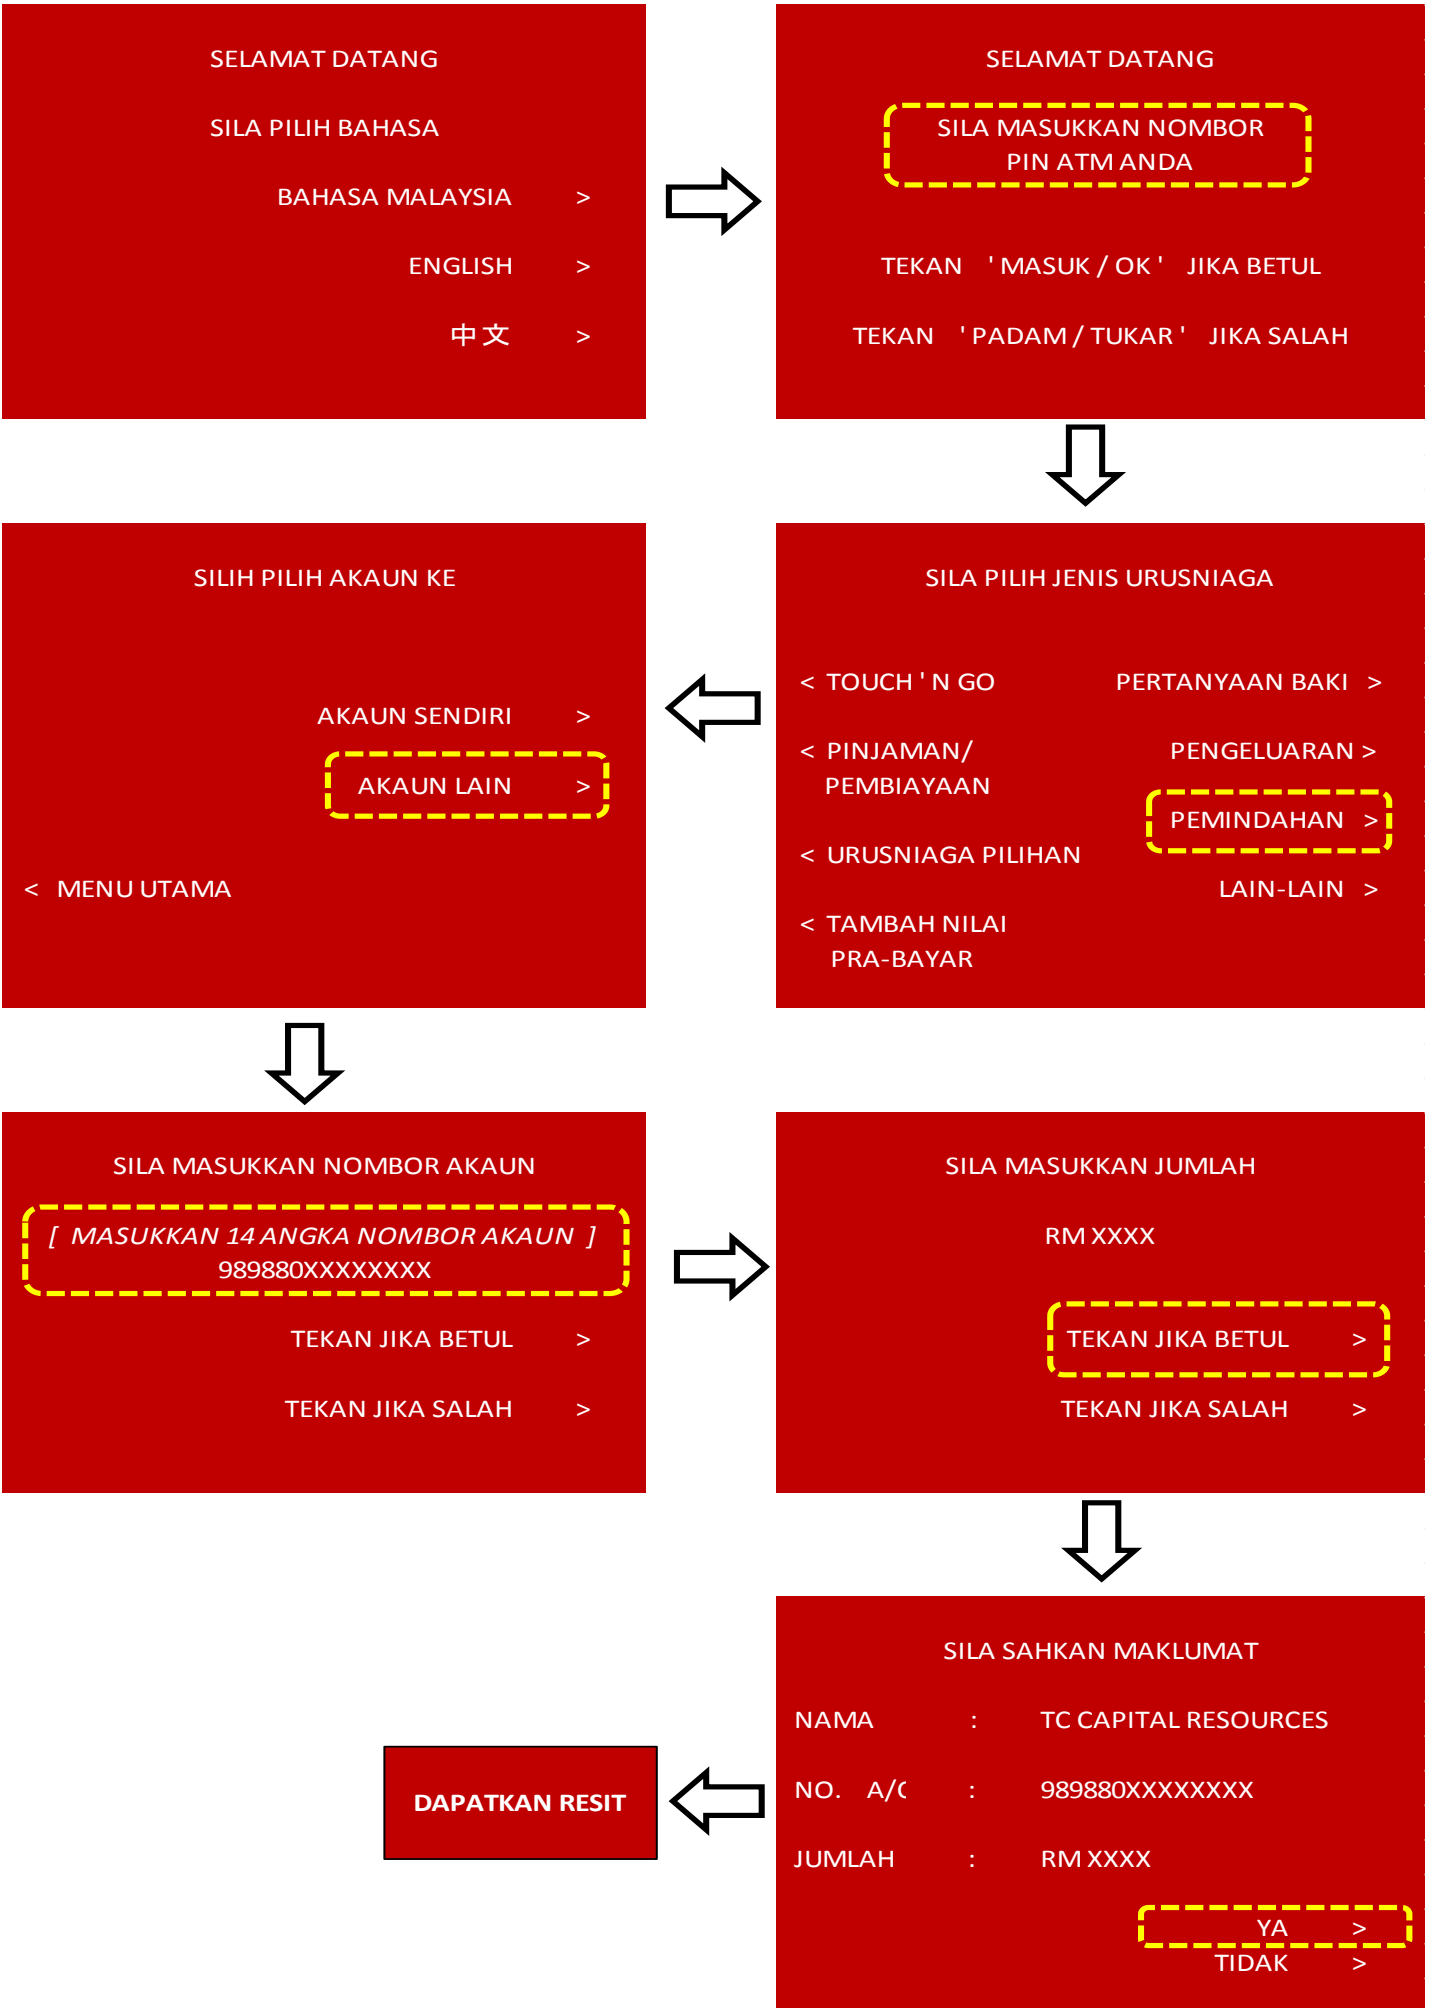 SELAMAT DATANG
SILA PILIH BAHASA
BAHASA MALAYSIA >
ENGLISH >
中文 >
SELAMAT DATANG
SILA MASUKKAN NOMBOR
PIN ATM ANDA
TEKAN 'MASUK / OK' JIKA BETUL
TEKAN 'PADAM / TUKAR' JIKA SALAH
SILA PILIH JENIS URUSNIAGA
< TOUCH 'N GO PERTANYAAN BAKI >
< PINJAMAN/ PENGELUARAN >
PEMBIAYAAN
PEMINDAHAN >
< URUSNIAGA PILIHAN
LAIN-LAIN >
< TAMBAH NILAI
PRA-BAYAR
SILIH PILIH AKAUN KE
AKAUN SENDIRI >
AKAUN LAIN >
< MENU UTAMA
SILA MASUKKAN NOMBOR AKAUN
[ MASUKKAN 14 ANGKA NOMBOR AKAUN ]
989880XXXXXXXX
TEKAN JIKA BETUL >
TEKAN JIKA SALAH >
SILA MASUKKAN JUMLAH
RM XXXX
TEKAN JIKA BETUL >
TEKAN JIKA SALAH >
SILA SAHKAN MAKLUMAT
NAMA : TC CAPITAL RESOURCES
NO. A/C : 989880XXXXXXXX
JUMLAH : RM XXXX
YA >
TIDAK >
DAPATKAN RESIT